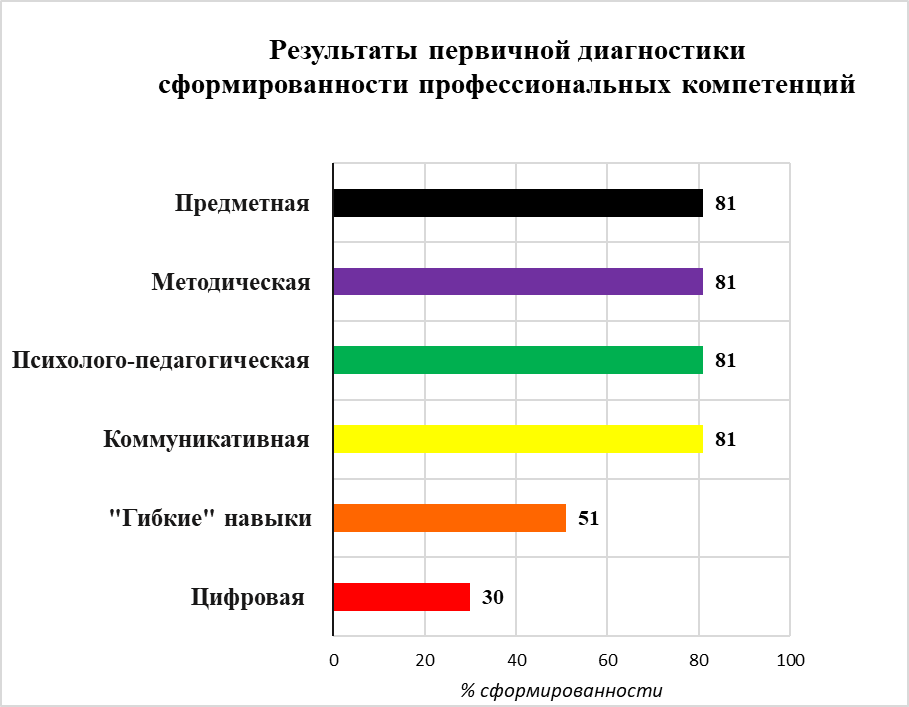 Результаты первичной диагностики
сформированности профессиональных компетенций
Предметная 81
Методическая 81
Психолого-педагогическая 81
Коммуникативная 81
"Гибкие" навыки 51
Цифровая 30
0 20 40 60 80 100
% сформированности